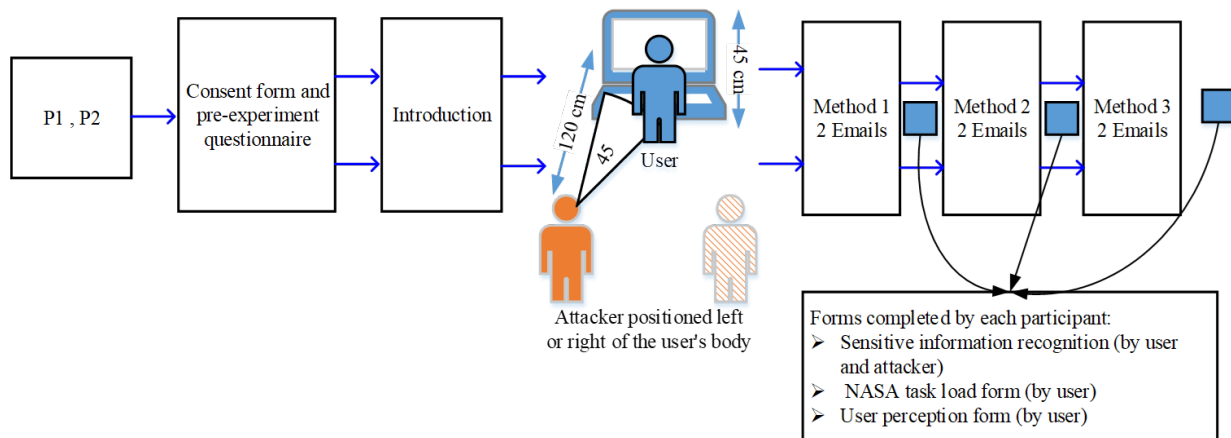 P1 , P2
Consent form and
pre-experiment
questionnaire
Introduction
120 cm
45
45 cm
User
Attacker positioned left
or right of the user's body
Method 1
2 Emails
Method 2
2 Emails
Method 3
2 Emails
Forms completed by each participant:
➢ Sensitive information recognition (by user
and attacker)
➢ NASA task load form (by user)
➢ User perception form (by user)